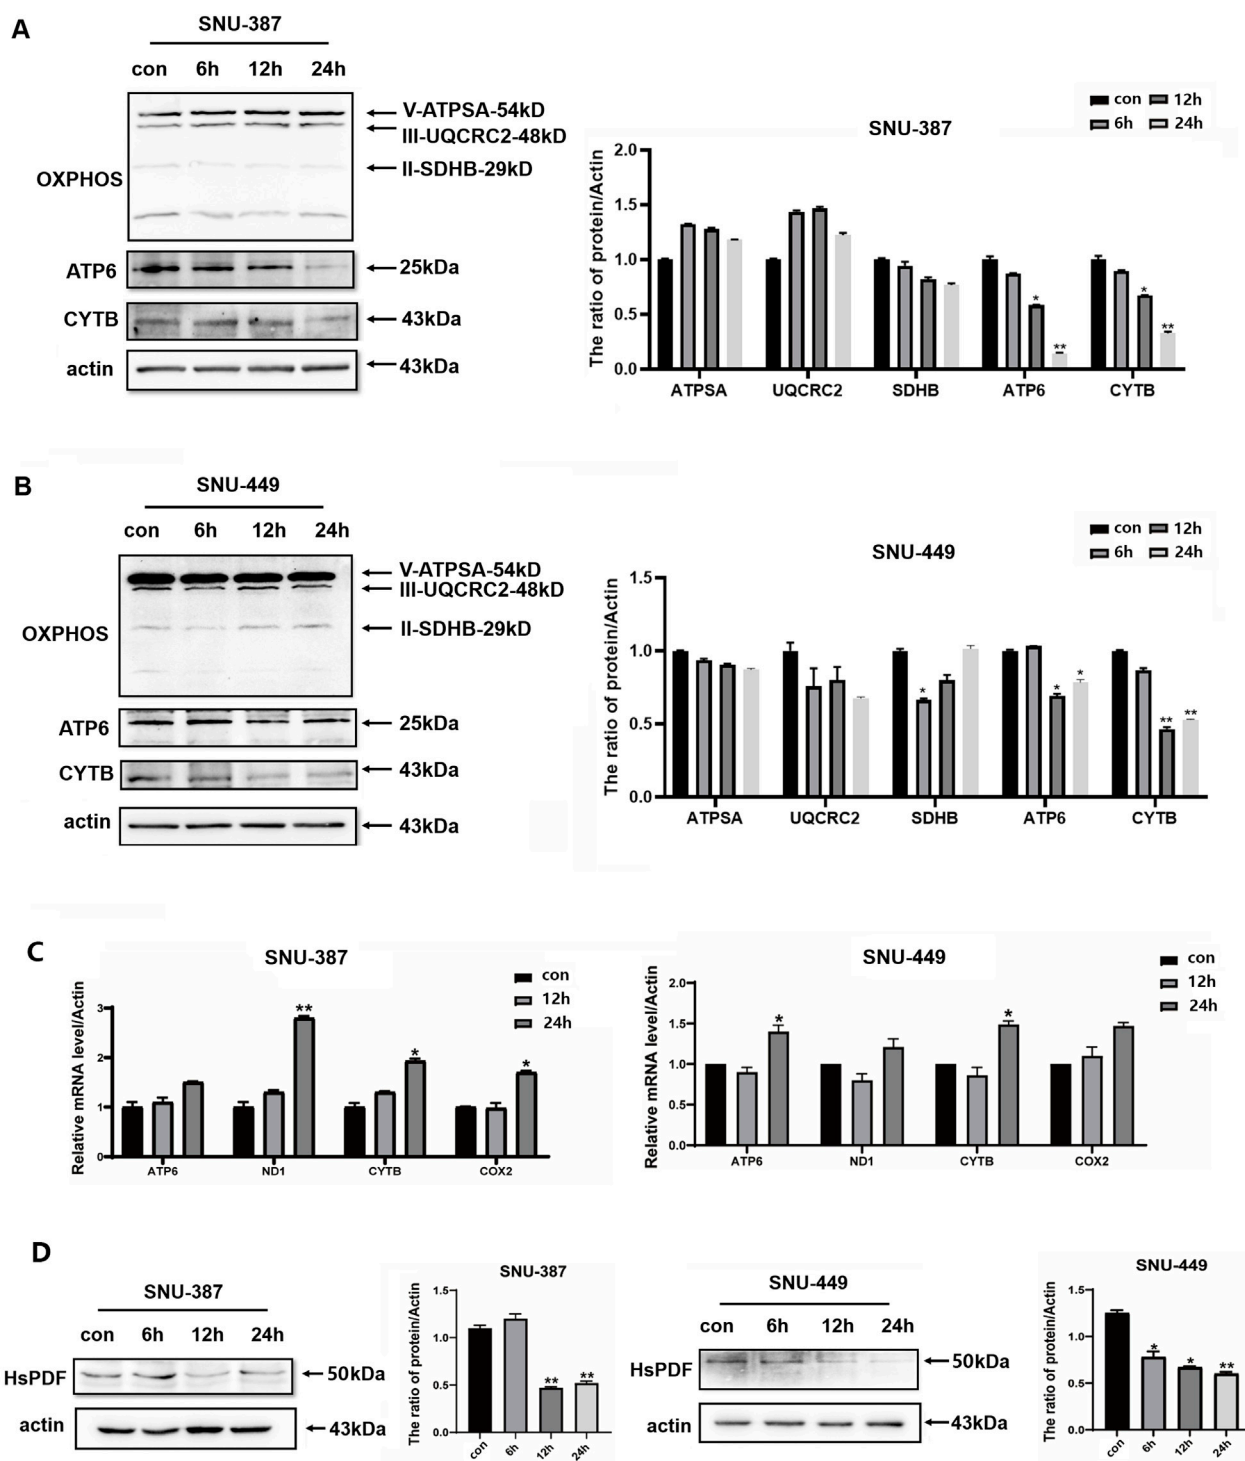 A
SNU-387
con 6h 12h 24h
OXPHOS
V-ATPSA-54kD
III-UQCRC2-48kD
II-SDHB-29kD
ATP6
25kDa
CYTB
43kDa
actin
43kDa
SNU-387
con 12h
6h 24h
The ratio of protein/Actin
2.0
1.5
1.0
0.5
0.0
* ** * **
ATPSA UQCRC2 SDHB ATP6 CYTB
B
SNU-449
con 6h 12h 24h
OXPHOS
V-ATPSA-54kD
III-UQCRC2-48kD
II-SDHB-29kD
ATP6
25kDa
CYTB
43kDa
actin
43kDa
SNU-449
con 12h
6h 24h
The ratio of protein/Actin
1.5
1.0
0.5
0.0
* * * ** **
ATPSA UQCRC2 SDHB ATP6 CYTB
C
SNU-387
con
12h
24h
Relative mRNA level/Actin
3
2
1
0
** * *
ATP6 ND1 CYTB COX2
SNU-449
con
12h
24h
Relative mRNA level/Actin
2.0
1.5
1.0
0.5
0.0
* *
ATP6 ND1 CYTB COX2
D
SNU-387
con 6h 12h 24h
HsPDF
50kDa
actin
43kDa
SNU-387
The ratio of protein/Actin
1.5
1.0
0.5
0.0
** **
con 6h 12h 24h
SNU-449
con 6h 12h 24h
HsPDF
50kDa
actin
43kDa
SNU-449
The ratio of protein/Actin
1.5
1.0
0.5
0.0
* * **
con 6h 12h 24h